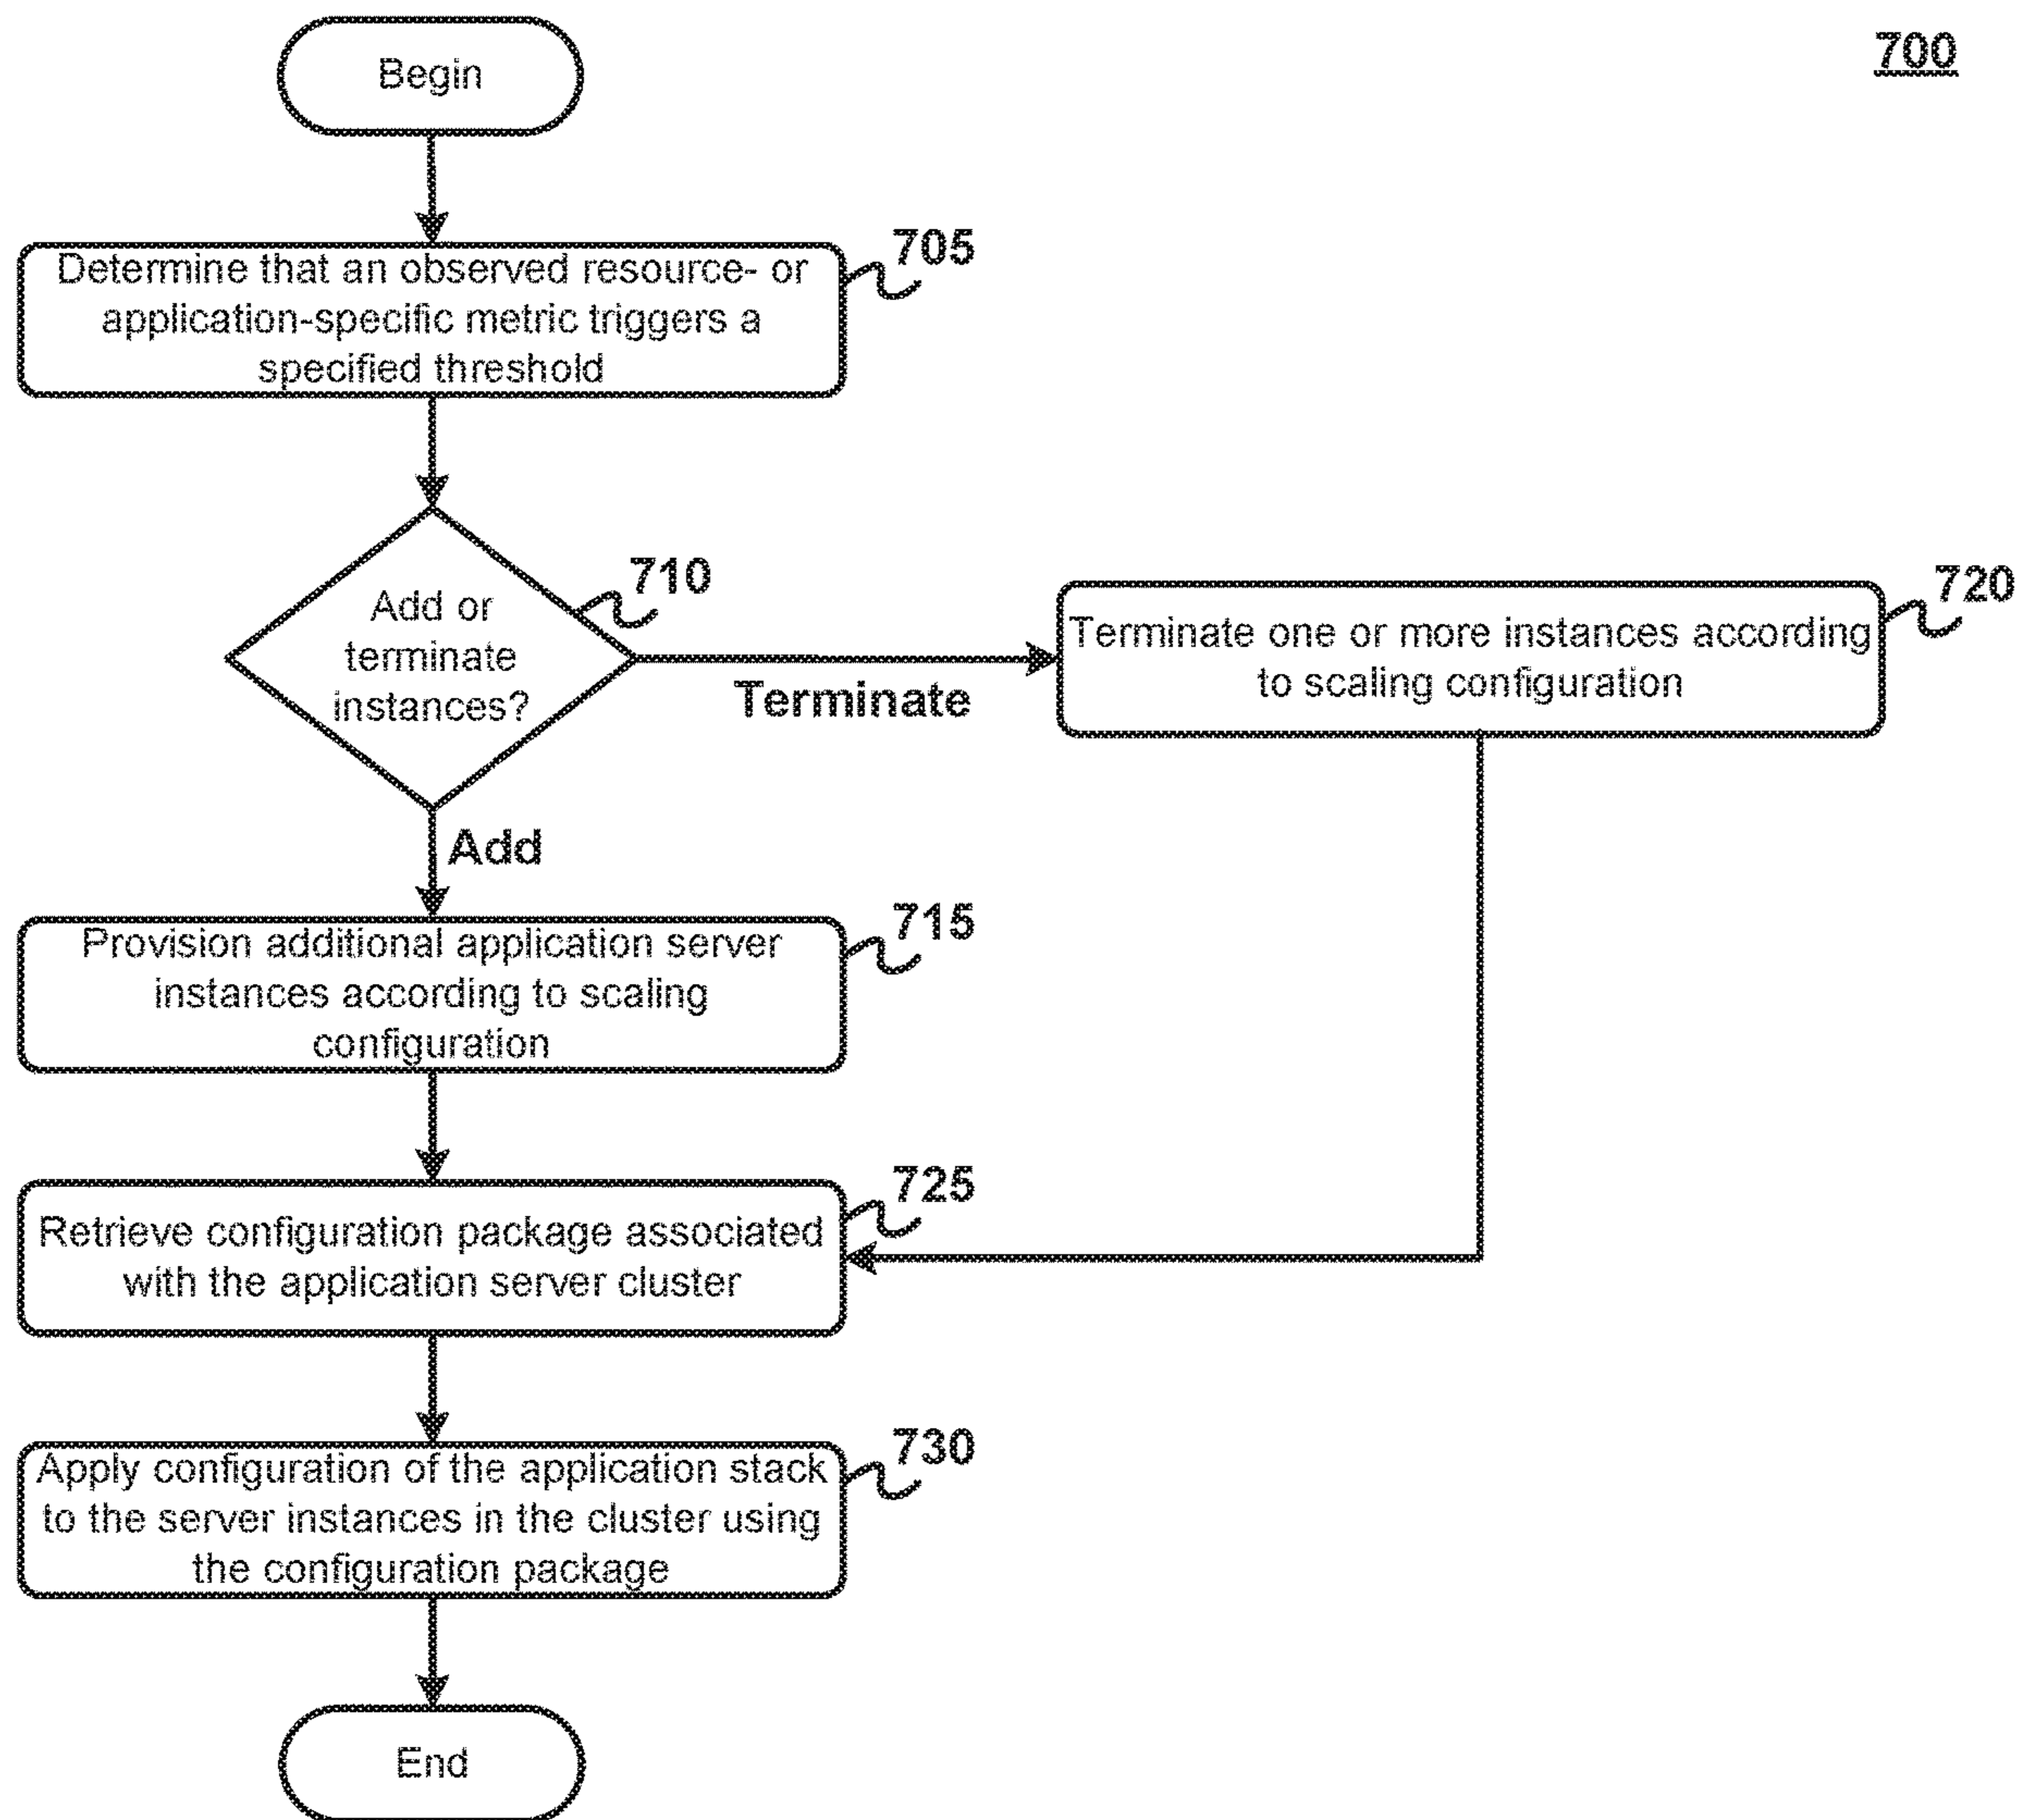 700
Begin
705
Determine that an observed resource- or
application-specific metric triggers a
specified threshold
710
Add or
terminate
instances?
Terminate
720
Terminate one or more instances according
to scaling configuration
Add
715
Provision additional application server
instances according to scaling
configuration
725
Retrieve configuration package associated
with the application server cluster
730
Apply configuration of the application stack
to the server instances in the cluster using
the configuration package
End